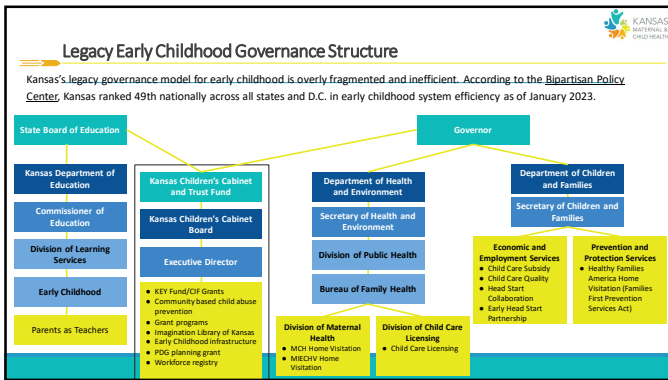 KANSAS
MATERNAL &
CHILD HEALTH
Legacy Early Childhood Governance Structure
Kansas's legacy governance model for early childhood is overly fragmented and inefficient. According to the Bipartisan Policy
Center, Kansas ranked 49th nationally across all states and D.C. in early childhood system efficiency as of January 2023.
State Board of Education
Governor
Kansas Department of
Education
Commissioner of
Education
Division of Learning
Services
Early Childhood
Parents as Teachers
Kansas Children's Cabinet
and Trust Fund
Kansas Children's Cabinet
Board
Executive Director
• KEY Fund/CIF Grants
• Community based child abuse
prevention
• Grant programs
• Imagination Library of Kansas
• Early Childhood infrastructure
• PDG planning grant
• Workforce registry
Department of Health
and Environment
Secretary of Health and
Environment
Division of Public Health
Bureau of Family Health
Division of Maternal
Health
• MCH Home Visitation
• MIECHV Home
Visitation
Division of Child Care
Licensing
• Child Care Licensing
Department of Children
and Families
Secretary of Children and
Families
Economic and
Employment Services
• Child Care Subsidy
• Child Care Quality
• Head Start
Collaboration
• Early Head Start
Partnership
Prevention and
Protection Services
• Healthy Families
America Home
Visitation (Families
First Prevention
Services Act)